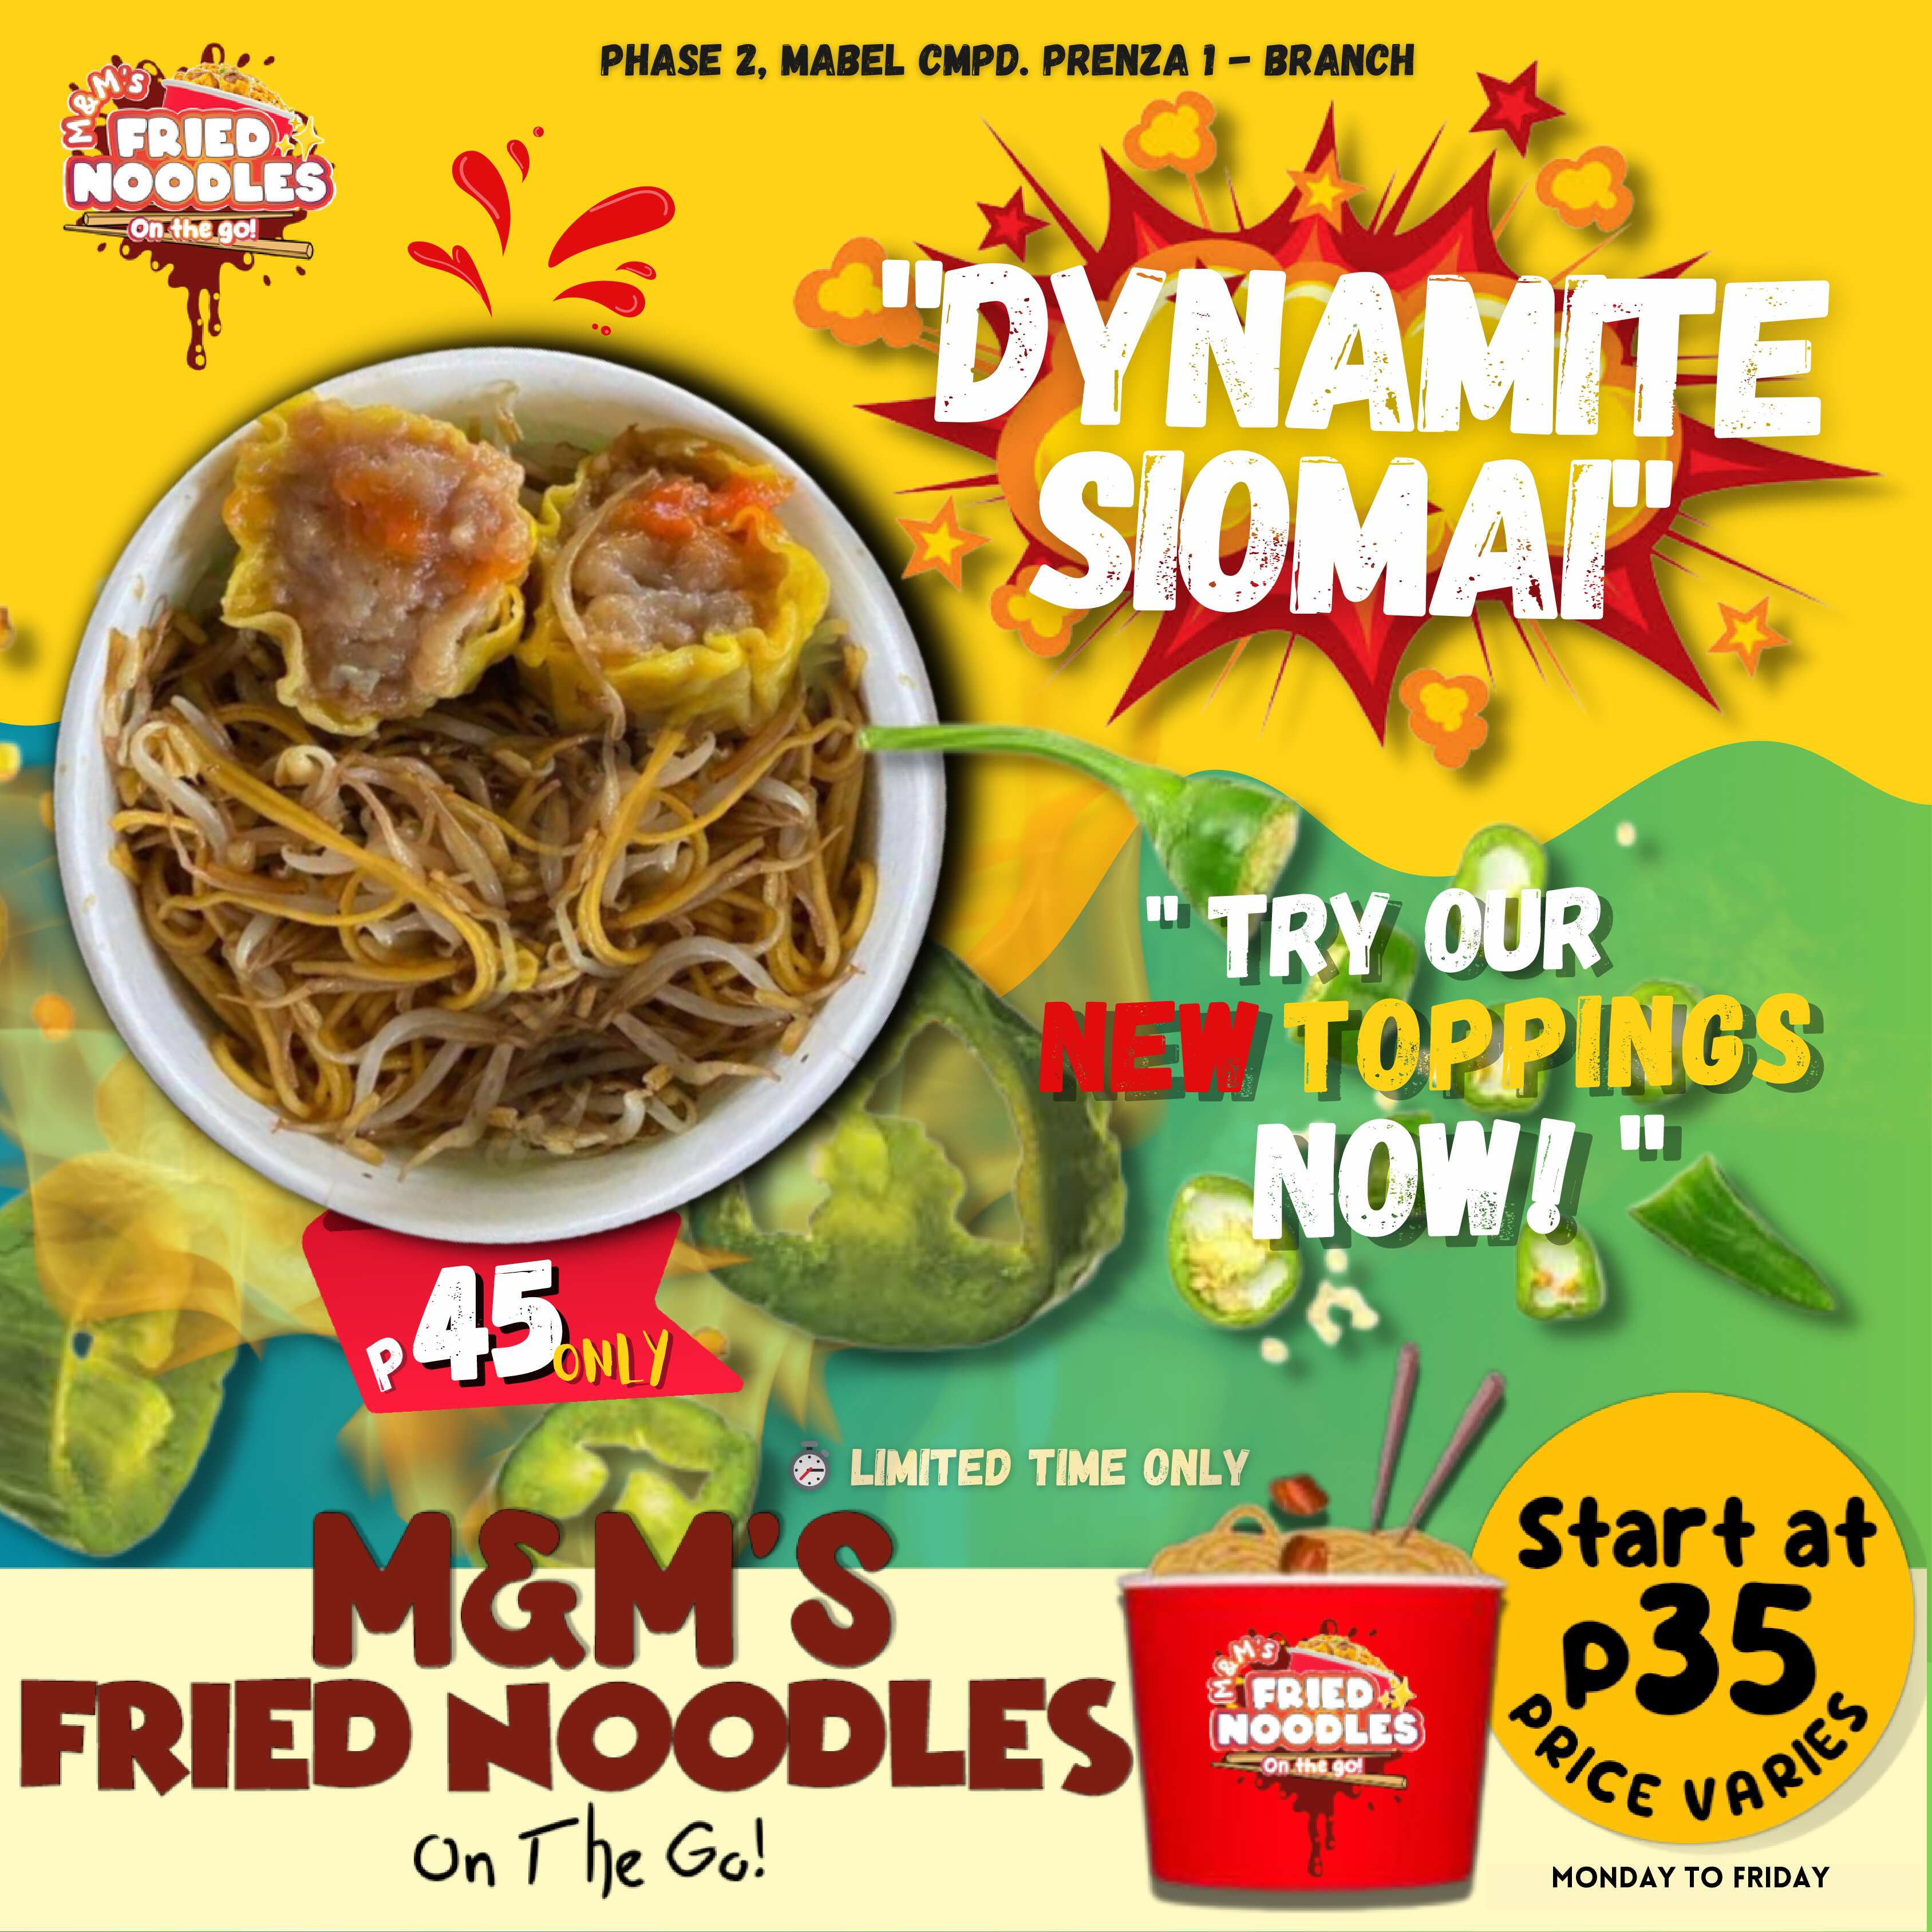 PHASE 2, MABEL CMPD. PRENZA 1 - BRANCH
M&M'S
FRIED
NOODLES
On the go!
"DYNAMITE
SIOMAI"
" TRY OUR
NEW TOPPINGS
NOW! "
P45 ONLY
LIMITED TIME ONLY
M&M'S
FRIED NOODLES
On The Go!
M&M'S
FRIED
NOODLES
On the go!
Start at
P35
PRICE VARIES
MONDAY TO FRIDAY